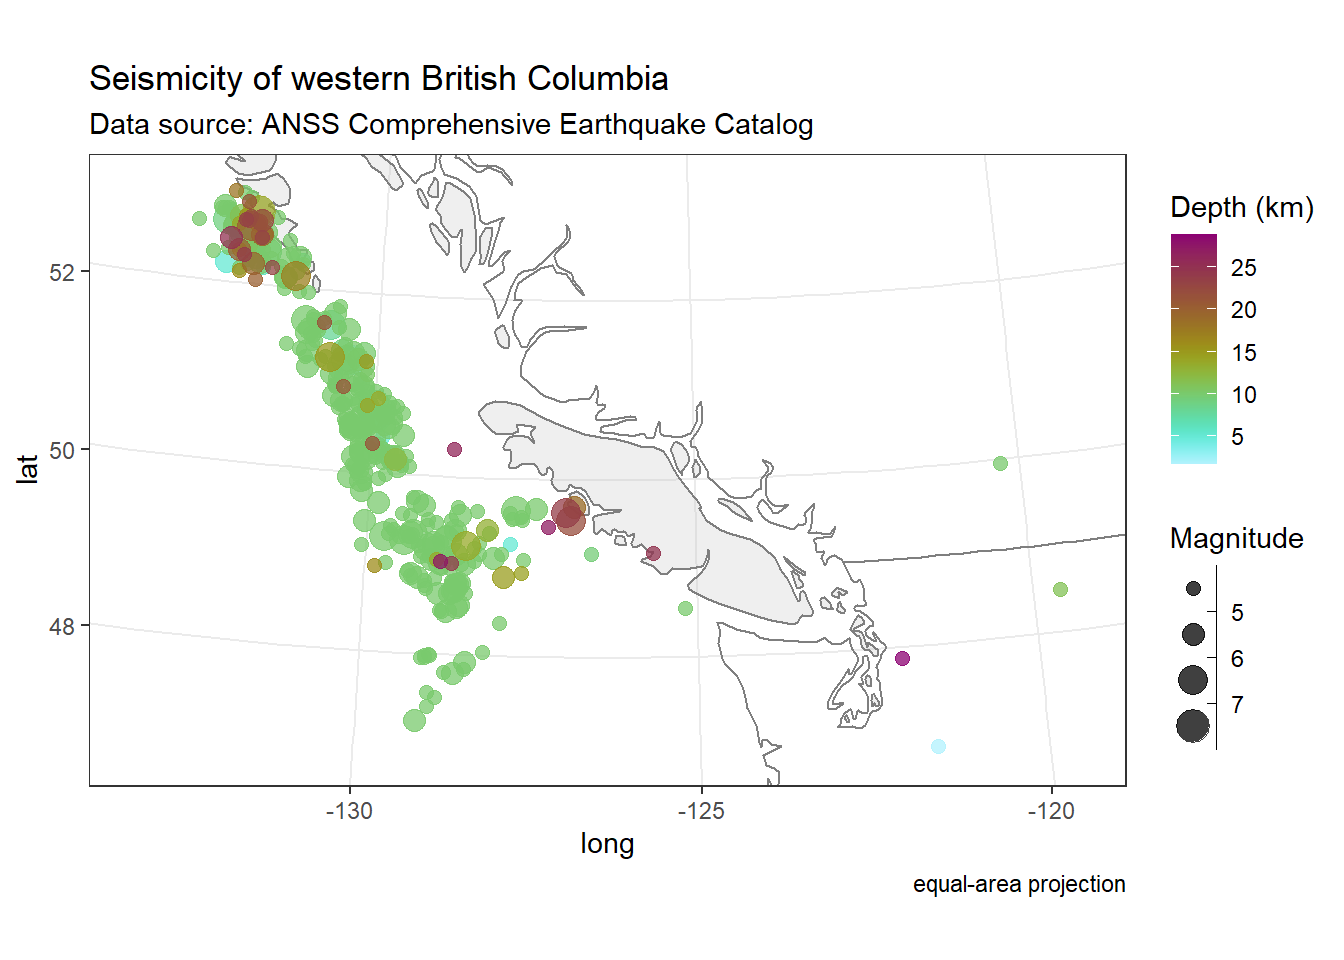 Seismicity of western British Columbia
Data source: ANSS Comprehensive Earthquake Catalog
lat
52
50
48
-130
-125
-120
long
equal-area projection
Depth (km)
25
20
15
10
5
Magnitude
5
6
7